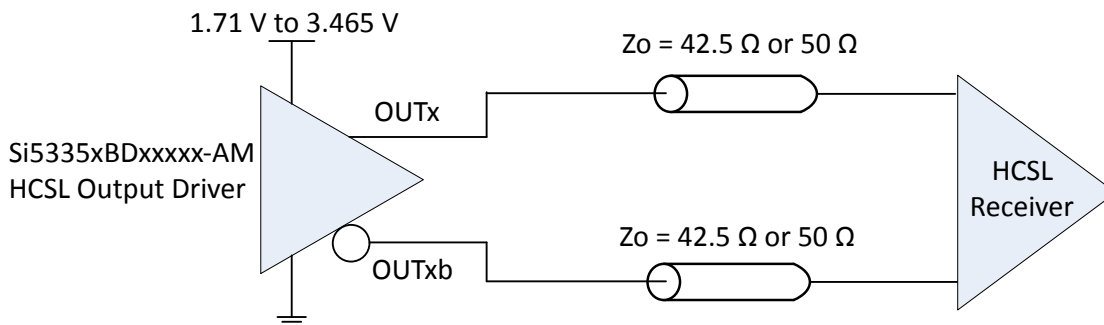 1.71 V to 3.465 V
Zo = 42.5 Ω or 50 Ω
OUTx
Si5335xBDxxxxx-AM
HCSL Output Driver
HCSL
Receiver
Zo = 42.5 Ω or 50 Ω
OUTxb